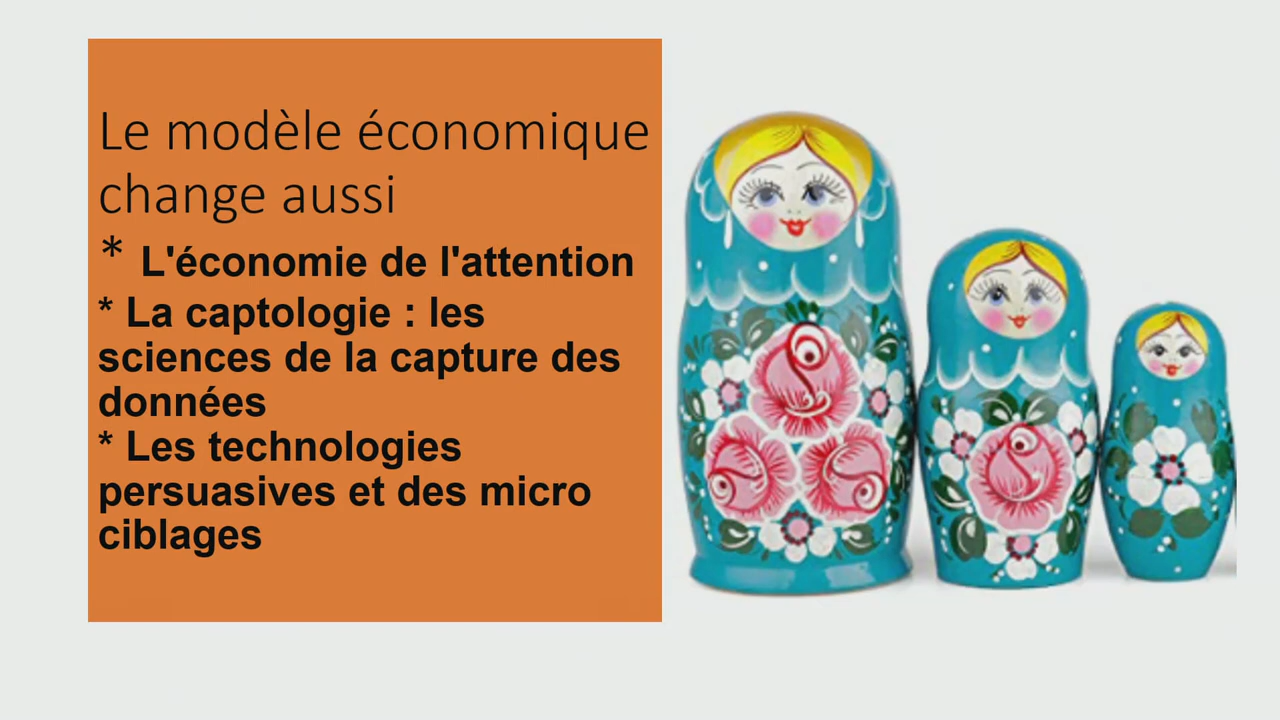 Le modèle économique
change aussi
* L'économie de l'attention
* La captologie : les
sciences de la capture des
données
* Les technologies
persuasives et des micro
ciblages